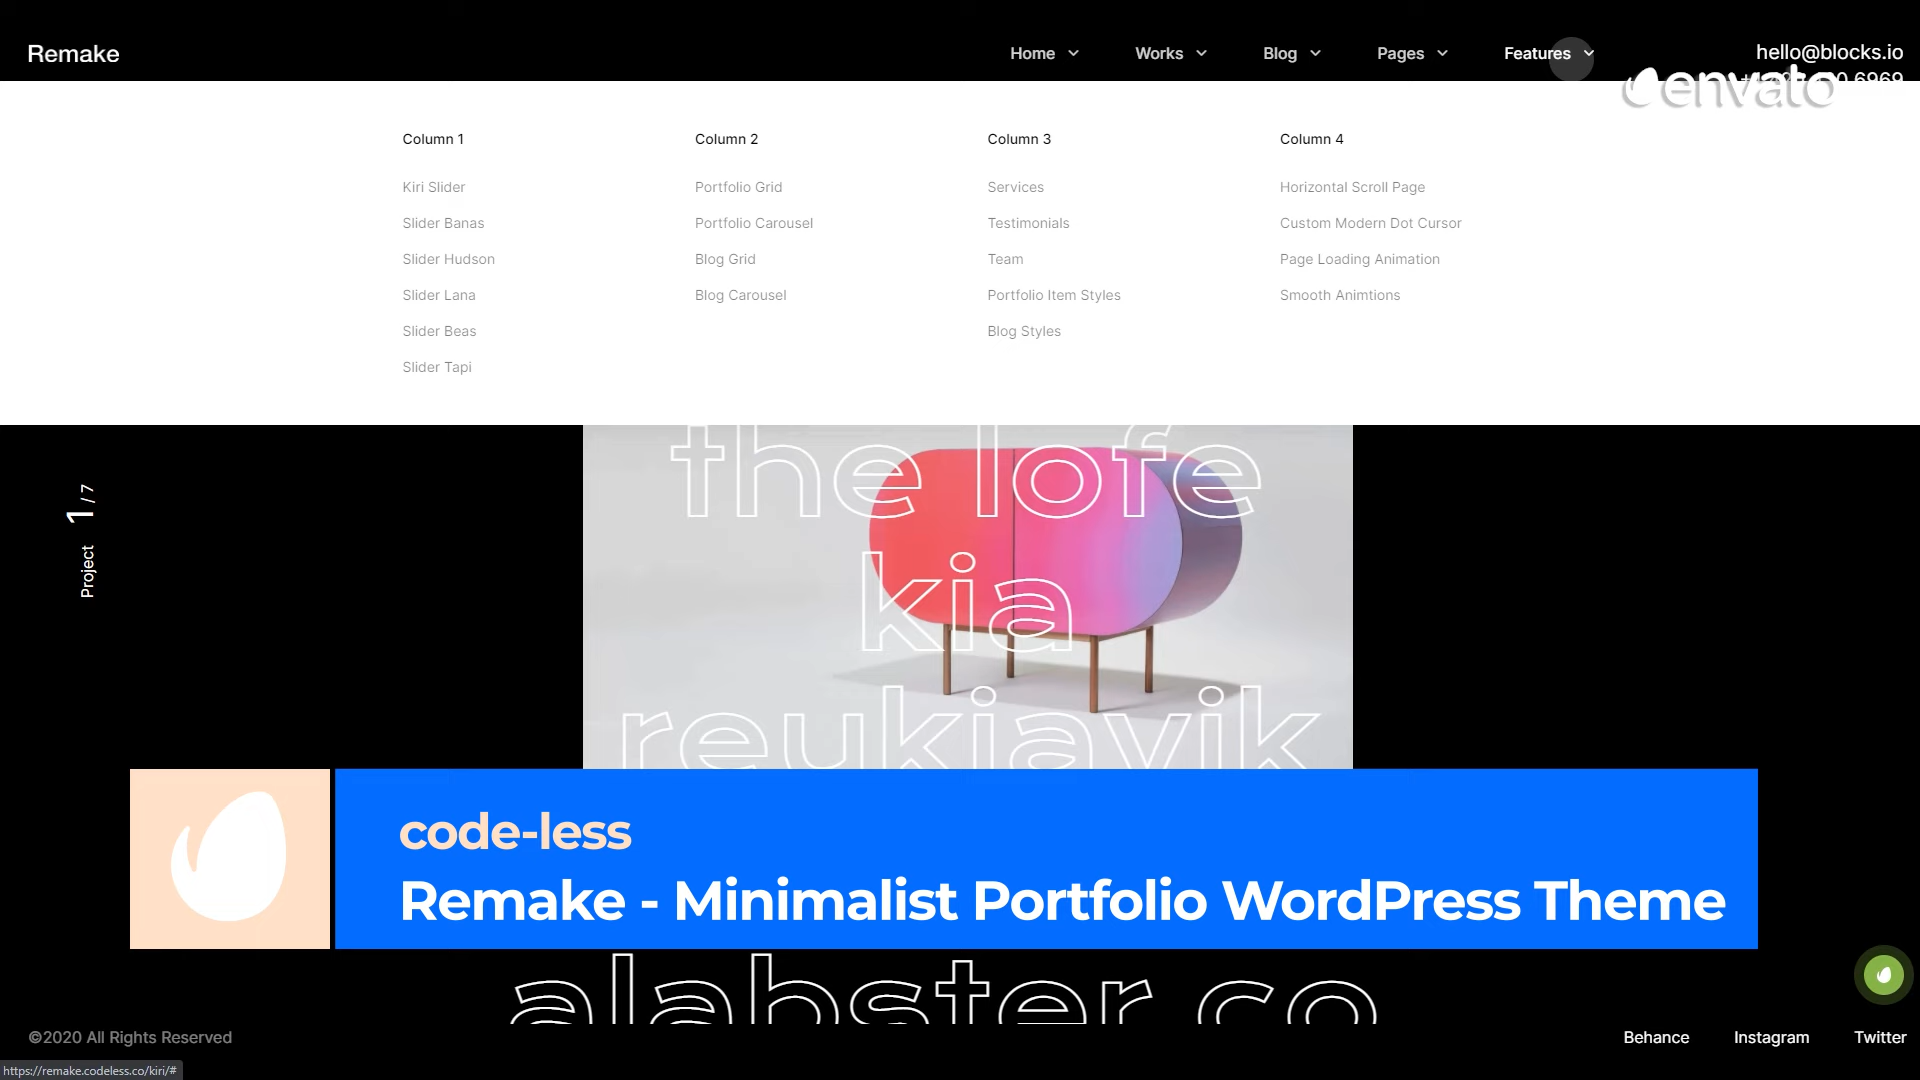 Remake
Home
Works
Blog
Pages
Features
hello@blocks.io
envato
Column 1
Kiri Slider
Slider Banas
Slider Hudson
Slider Lana
Slider Beas
Slider Tapi
Column 2
Portfolio Grid
Portfolio Carousel
Blog Grid
Blog Carousel
Column 3
Services
Testimonials
Team
Portfolio Item Styles
Blog Styles
Column 4
Horizontal Scroll Page
Custom Modern Dot Cursor
Page Loading Animation
Smooth Animtions
Project 1 / 7
the lofe
kia
reukiavik
code-less
Remake - Minimalist Portfolio WordPress Theme
alabster co
©2020 All Rights Reserved
Behance
Instagram
Twitter
https://remake.codeless.co/kiri/#